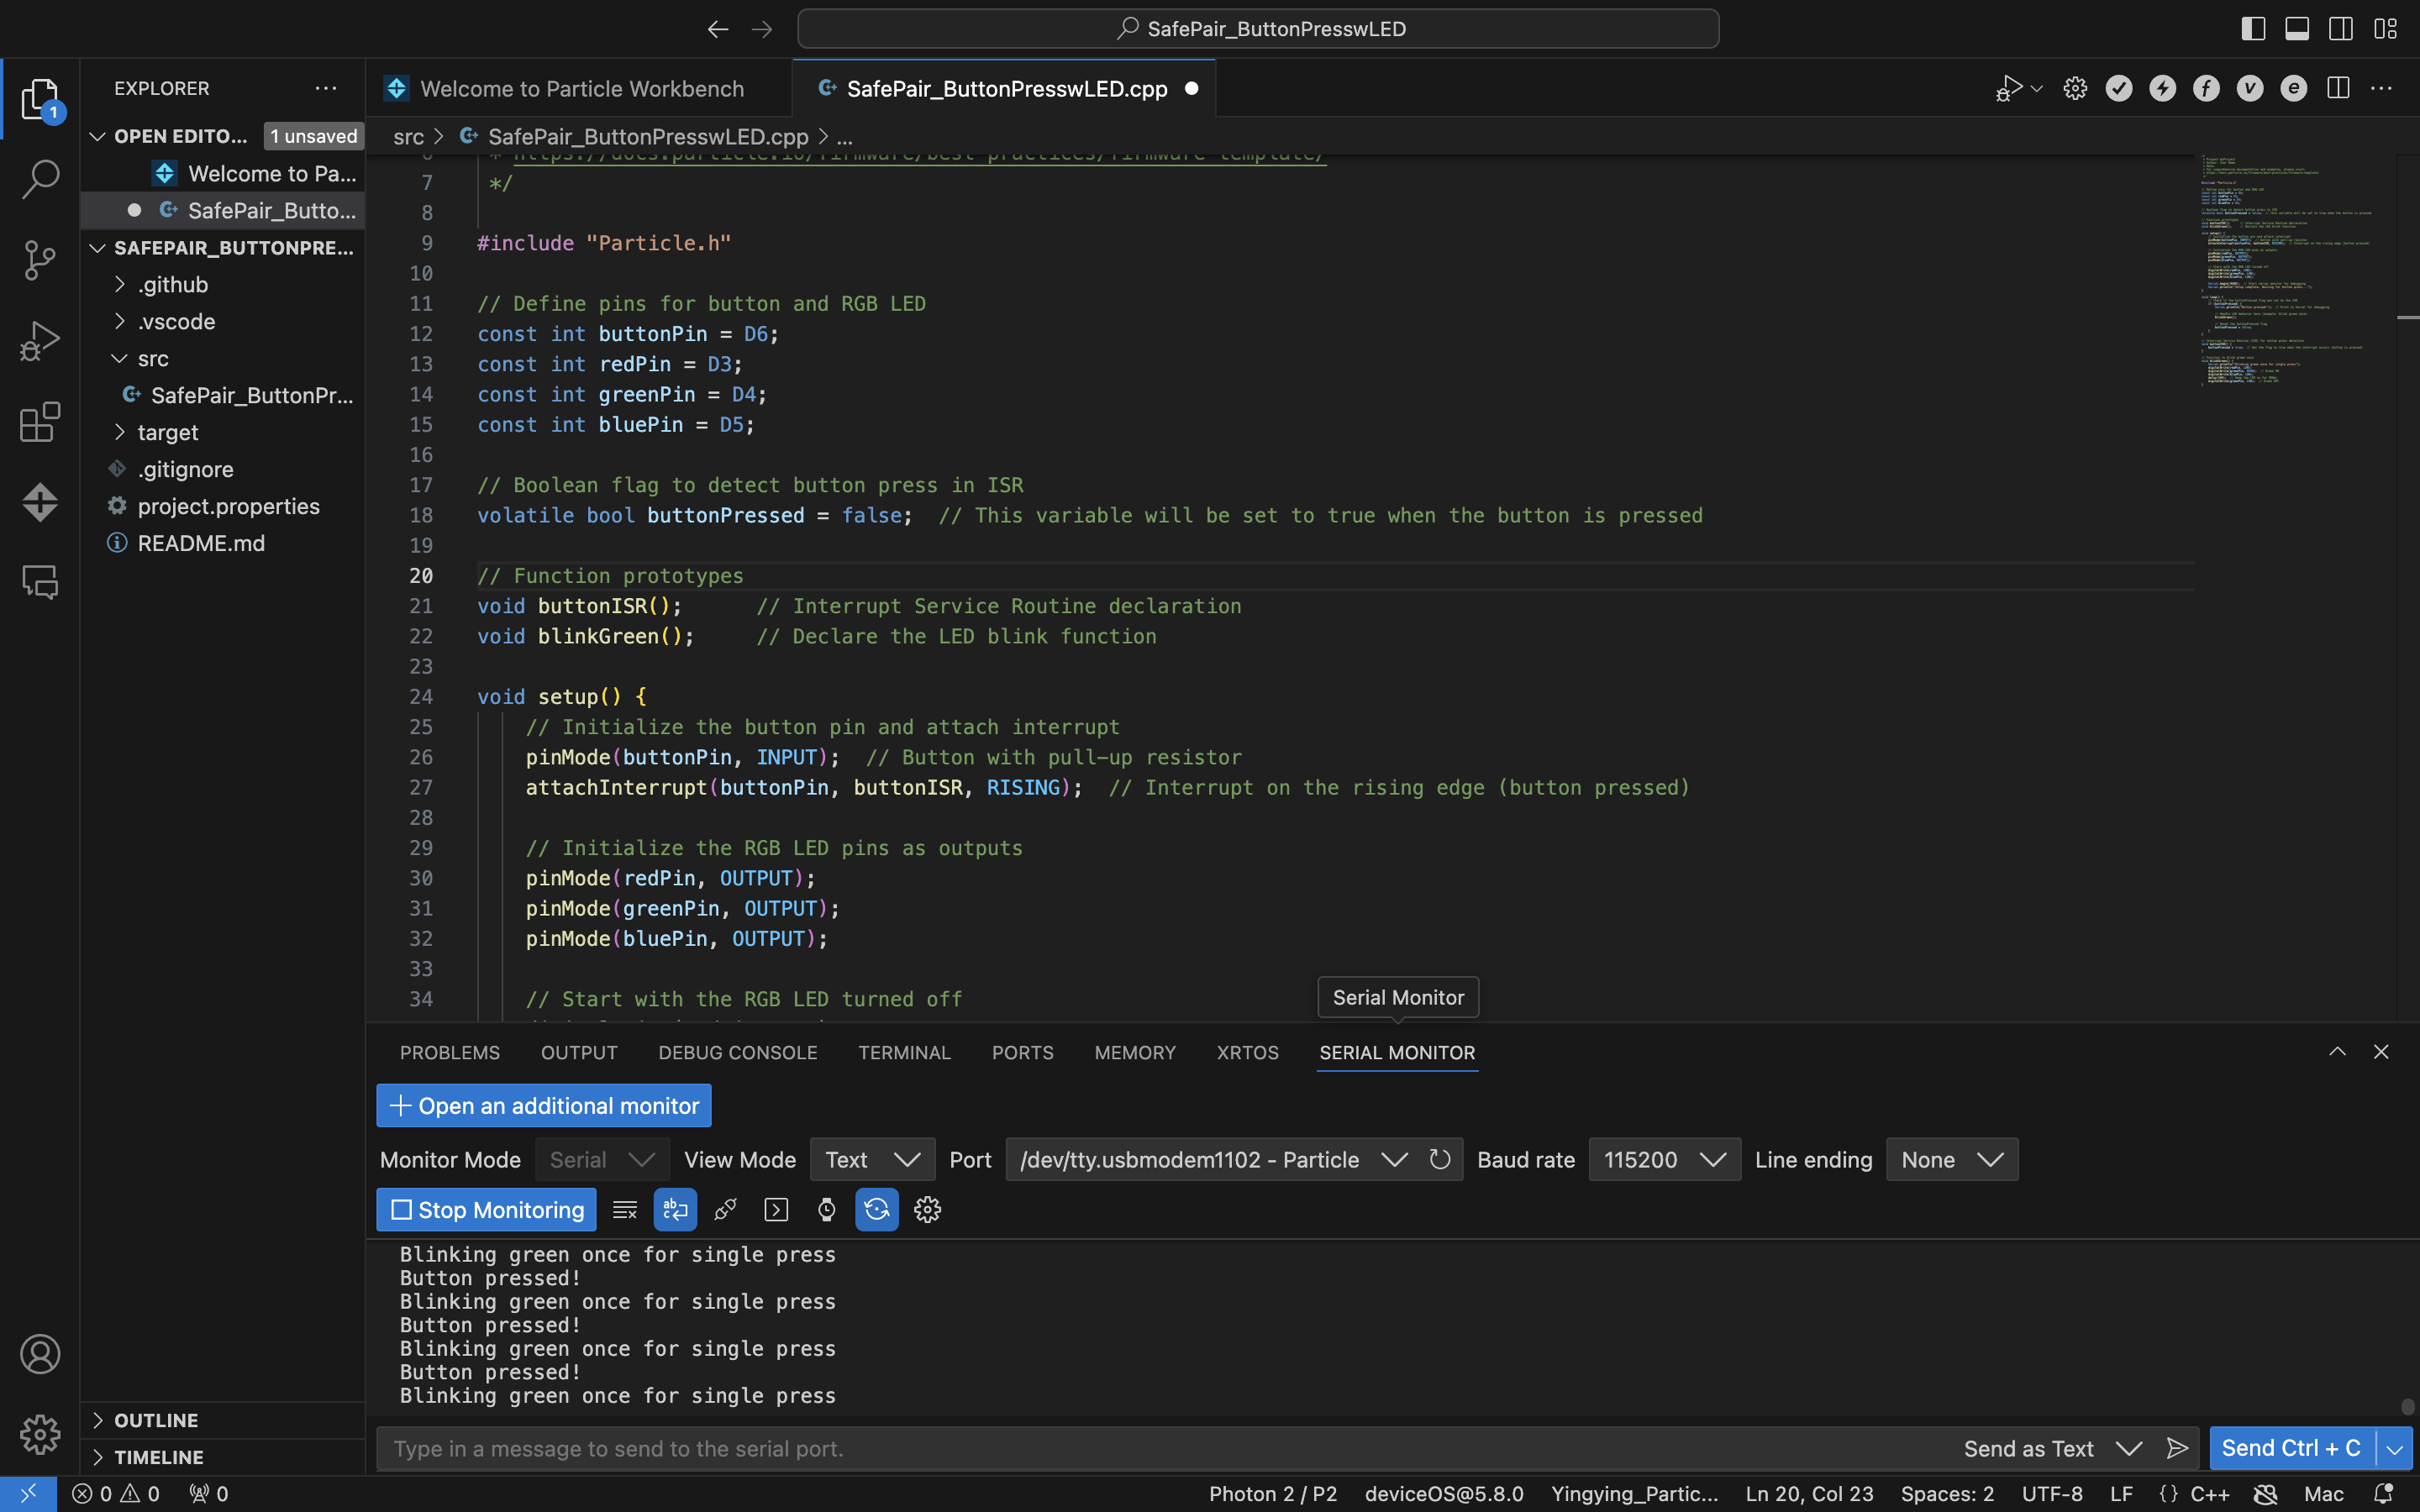 SafePair_ButtonPresswLED
EXPLORER
Welcome to Particle Workbench
SafePair_ButtonPresswLED.cpp
1
OPEN EDITO... 1 unsaved
Welcome to Pa...
SafePair_Butto...
SAFEPAIR_BUTTONPRE...
.github
.vscode
src
SafePair_ButtonPr...
target
.gitignore
project.properties
README.md
OUTLINE
TIMELINE
src > SafePair_ButtonPresswLED.cpp > ...
6 * https://docs.particle.io/firmware/best-practices/firmware-template/
7 */
8
9 #include "Particle.h"
10
11 // Define pins for button and RGB LED
12 const int buttonPin = D6;
13 const int redPin = D3;
14 const int greenPin = D4;
15 const int bluePin = D5;
16
17 // Boolean flag to detect button press in ISR
18 volatile bool buttonPressed = false; // This variable will be set to true when the button is pressed
19
20 // Function prototypes
21 void buttonISR(); // Interrupt Service Routine declaration
22 void blinkGreen(); // Declare the LED blink function
23
24 void setup() {
25 // Initialize the button pin and attach interrupt
26 pinMode(buttonPin, INPUT); // Button with pull-up resistor
27 attachInterrupt(buttonPin, buttonISR, RISING); // Interrupt on the rising edge (button pressed)
28
29 // Initialize the RGB LED pins as outputs
30 pinMode(redPin, OUTPUT);
31 pinMode(greenPin, OUTPUT);
32 pinMode(bluePin, OUTPUT);
33
34 // Start with the RGB LED turned off
Serial Monitor
PROBLEMS OUTPUT DEBUG CONSOLE TERMINAL PORTS MEMORY XRTOS SERIAL MONITOR
Open an additional monitor
Monitor Mode Serial View Mode Text Port /dev/tty.usbmodem1102 - Particle Baud rate 115200 Line ending None
Stop Monitoring
Blinking green once for single press
Button pressed!
Blinking green once for single press
Button pressed!
Blinking green once for single press
Button pressed!
Blinking green once for single press
Type in a message to send to the serial port. Send as Text Send Ctrl + C
0 0 0 Photon 2 / P2 deviceOS@5.8.0 Yingying_Partic... Ln 20, Col 23 Spaces: 2 UTF-8 LF {} C++ Mac